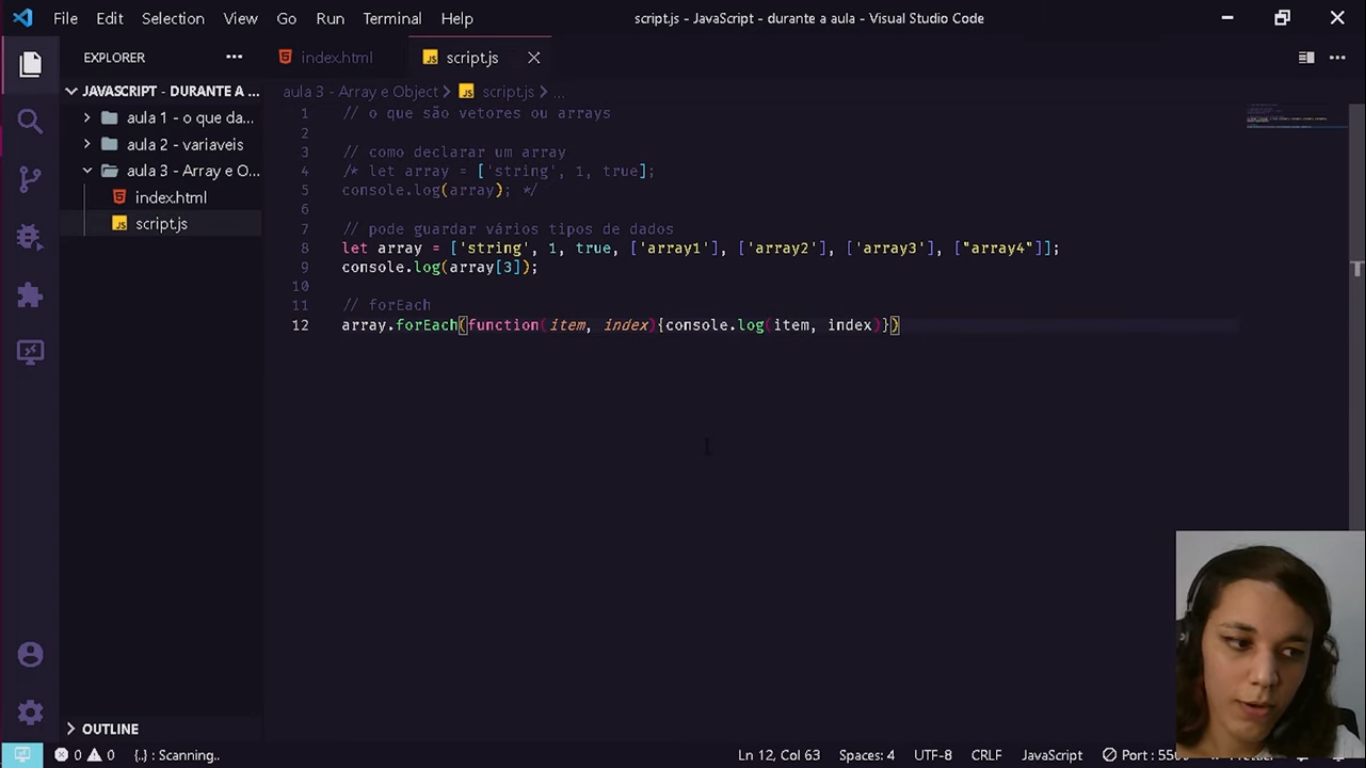 File Edit Selection View Go Run Terminal Help
script.js - JavaScript - durante a aula - Visual Studio Code
EXPLORER
index.html
script.js
JAVASCRIPT - DURANTE A ...
aula 1 - o que da...
aula 2 - variaveis
aula 3 - Array e O...
index.html
script.js
OUTLINE
aula 3 - Array e Object > JS script.js > ...
1 // o que são vetores ou arrays
2
3 // como declarar um array
4 /* let array = ['string', 1, true];
5 console.log(array); */
6
7 // pode guardar vários tipos de dados
8 let array = ['string', 1, true, ['array1'], ['array2'], ['array3'], ["array4"]];
9 console.log(array[3]);
10
11 // forEach
12 array.forEach(function(item, index){console.log(item, index)})
0 0 {..} : Scanning.. Ln 12, Col 63 Spaces: 4 UTF-8 CRLF JavaScript Port :